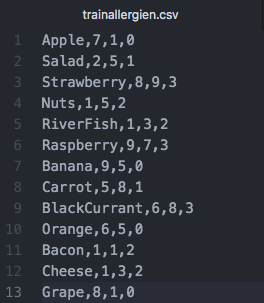 trainallergien.csv
1 Apple,7,1,0
2 Salad,2,5,1
3 Strawberry,8,9,3
4 Nuts,1,5,2
5 RiverFish,1,3,2
6 Raspberry,9,7,3
7 Banana,9,5,0
8 Carrot,5,8,1
9 BlackCurrant,6,8,3
10 Orange,6,5,0
11 Bacon,1,1,2
12 Cheese,1,3,2
13 Grape,8,1,0